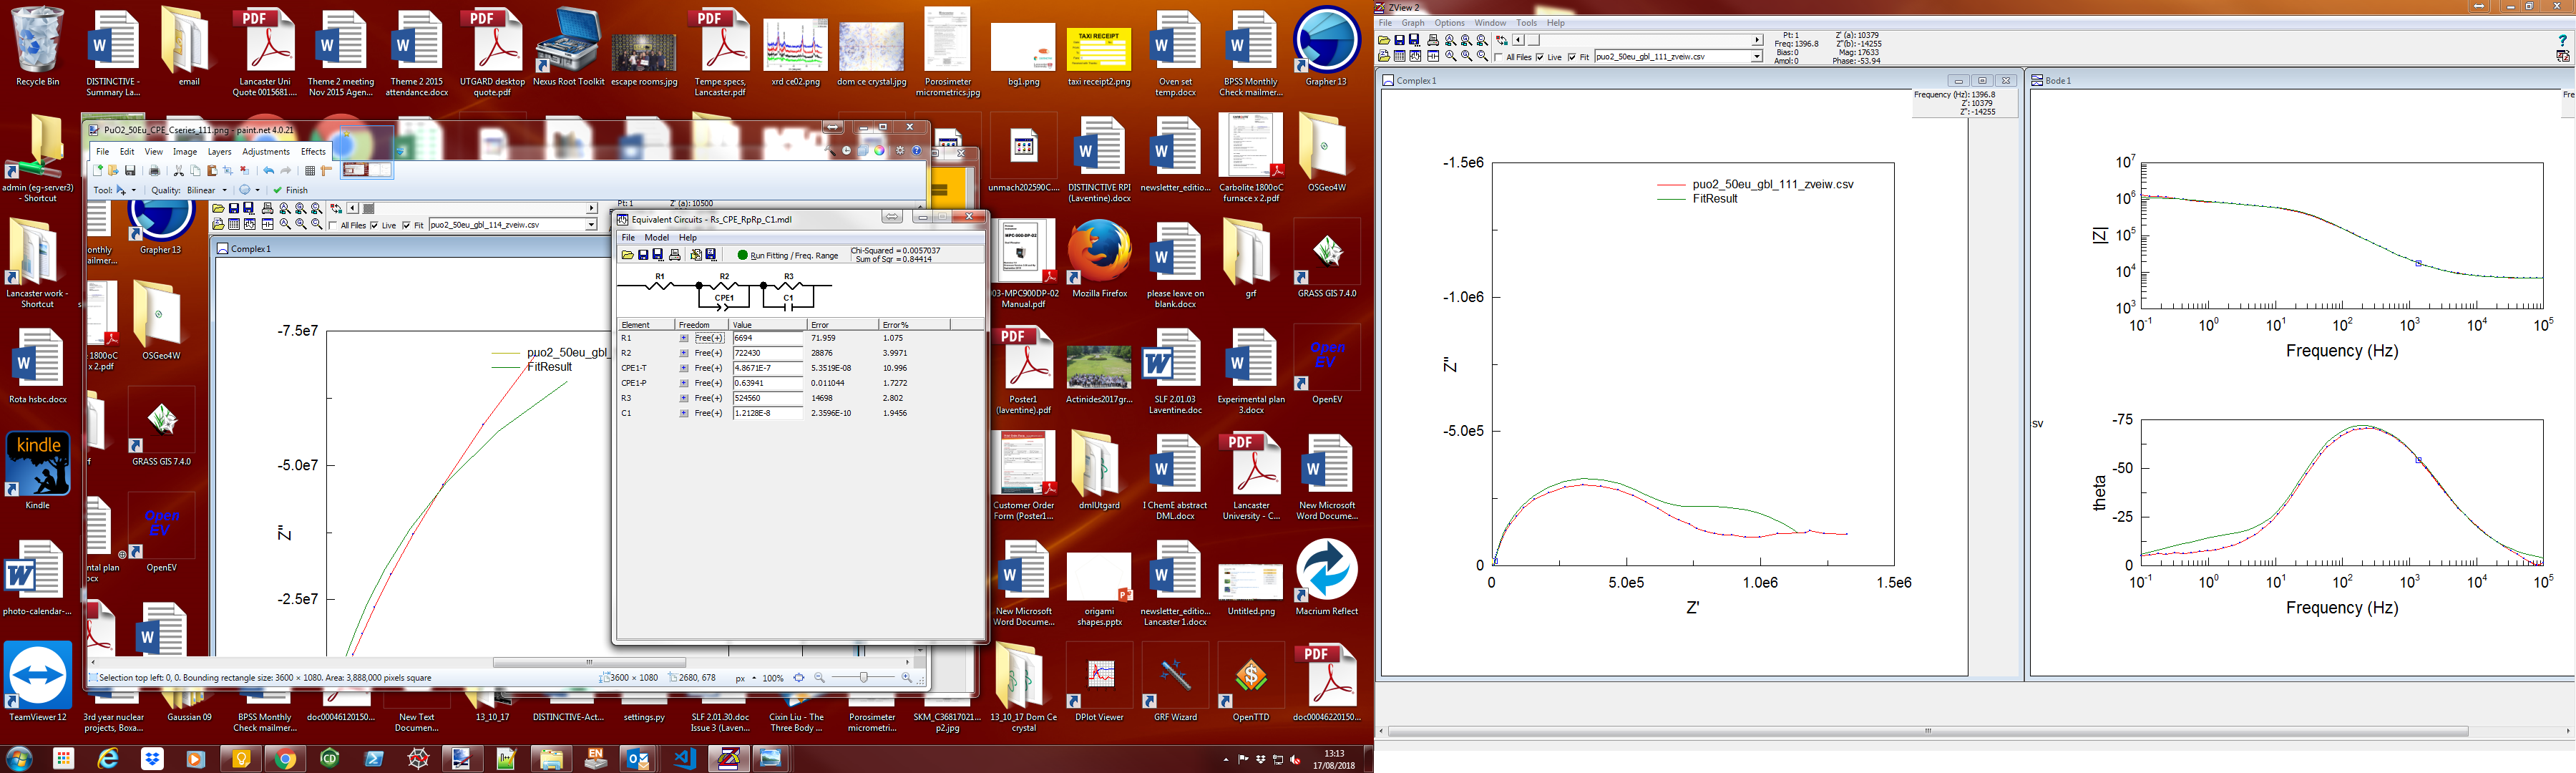 Recycle Bin
DISTINCTIVE - Summary La...
email
Lancaster Uni Quote 0015681....
Theme 2 meeting Nov 2015 Agen...
Theme 2 2015 attendance.docx
UTGARD desktop quote.pdf
Nexus Root Toolkit
escape rooms.jpg
Tempe specs, Lancaster.pdf
xrd ce02.png
dom ce crystal.jpg
Porosimeter micrometrics.jpg
bg1.png
TAXI RECEIPT
taxi receipt2.png
Oven set temp.docx
BPSS Monthly Check mailmer...
Grapher 13
admin (eg-server3) - Shortcut
Lancaster work - Shortcut
Rota hsbc.docx
kindle
Kindle
photo-calendar-...
TeamViewer 12
PuO2_50Eu_CPE_Cseries_111.png - paint.net 4.0.21
File Edit View Image Layers Adjustments Effects
Tool: Quality: Bilinear Finish
Grapher 13
OSGeo4W
GRASS GIS 7.4.0
Open EV
OpenEV
Pt: 1 Z' (a): 10500
All Files Live Fit puo2_50eu_gbl_114_zveiw.csv
Complex 1
-7.5e7
-5.0e7
-2.5e7
Z''
puo2_50eu_gbl_
FitResult
Selection top left: 0, 0. Bounding rectangle size: 3600 × 1080. Area: 3,888,000 pixels square
3600 × 1080
2680, 678
px
100%
Equivalent Circuits - Rs_CPE_RpRp_C1.mdl
File Model Help
Run Fitting / Freq. Range
Chi-Squared = 0.0057037
Sum of Sqr = 0.84414
R1 R2 R3
CPE1 C1
Element Freedom Value Error Error%
R1 Free(+) 6694 71.959 1.075
R2 Free(+) 722430 28876 3.9971
CPE1-T Free(+) 4.8671E-7 5.3519E-08 10.996
CPE1-P Free(+) 0.63941 0.011044 1.7272
R3 Free(+) 524560 14698 2.802
C1 Free(+) 1.2128E-8 2.3596E-10 1.9456
unmach202590C....
DISTINCTIVE RPI (Laventine).docx
newsletter_editio...
Carbolite 1800oC furnace x 2.pdf
OSGeo4W
003-MPC900DP-02 Manual.pdf
Mozilla Firefox
please leave on blank.docx
grf
GRASS GIS 7.4.0
Poster1 (laventine).pdf
Actinides2017gr...
SLF 2.01.03 Laventine.doc
Experimental plan 3.docx
Open EV
OpenEV
Customer Order Form (Poster1...
dmlUtgard
I ChemE abstract DML.docx
Lancaster University - C...
New Microsoft Word Docume...
New Microsoft Word Docume...
origami shapes.pptx
newsletter_editio... Lancaster 1.docx
Untitled.png
Macrium Reflect
3rd year nuclear projects, Boxa...
Gaussian 09
BPSS Monthly Check mailmer...
doc00046120150...
New Text Documen...
13_10_17
DISTINCTIVE-Act...
settings.py
SLF 2.01.30.doc Issue 3 (Laven...
Cixin Liu - The Three Body ...
Porosimeter micrometri...
SKM_C36817021... p2.jpg
13_10_17 Dom Ce crystal
DPlot Viewer
GRF Wizard
OpenTTD
doc00046220150...
13:13
17/08/2018
ZView 2
File Graph Options Window Tools Help
All Files Live Fit puo2_50eu_gbl_111_zveiw.csv
Pt: 1 Z' (a): 10379
Freq: 1396.8 Z''(b): -14255
Bias: 0 Mag: 17633
Ampl: 0 Phase: -53.94
Complex 1
Frequency (Hz): 1396.8
Z': 10379
Z'': -14255
-1.5e6
-1.0e6
-5.0e5
0
Z''
puo2_50eu_gbl_111_zveiw.csv
FitResult
0 5.0e5 1.0e6 1.5e6
Z'
Bode 1
Fre
sv
10^7
10^6
10^5
10^4
10^3
|Z|
10^-1 10^0 10^1 10^2 10^3 10^4 10^5
Frequency (Hz)
-75
-50
-25
0
theta
10^-1 10^0 10^1 10^2 10^3 10^4 10^5
Frequency (Hz)